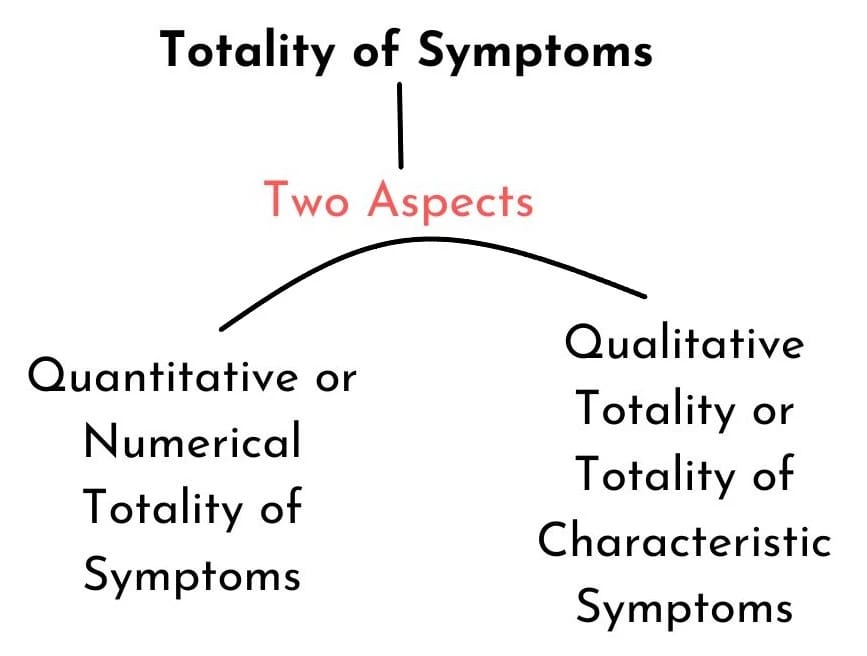 Totality of Symptoms
Two Aspects
Quantitative or
Numerical
Totality of
Symptoms
Qualitative
Totality or
Totality of
Characteristic
Symptoms